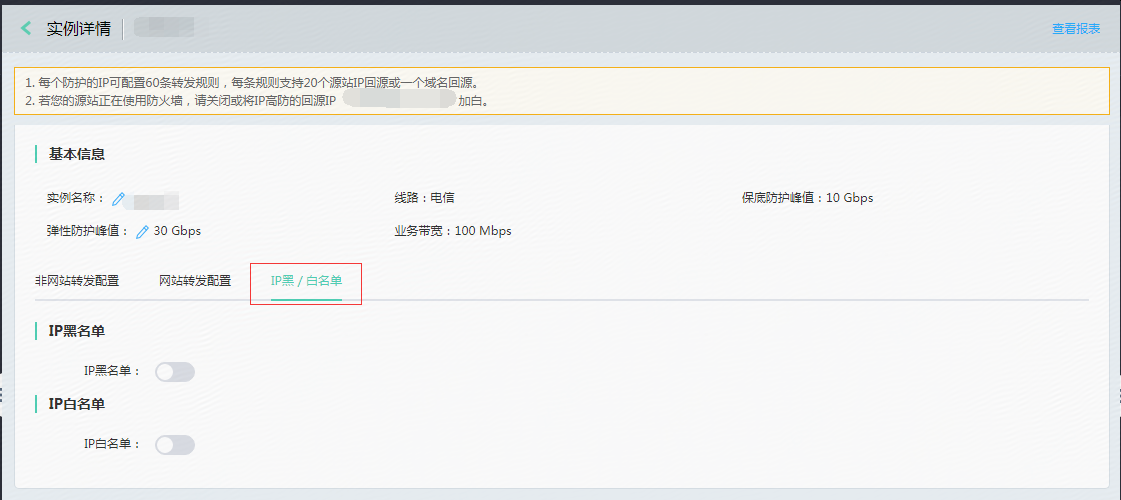 实例详情
查看报表
1. 每个防护的IP可配置60条转发规则，每条规则支持20个源站IP回源或一个域名回源。
2. 若您的源站正在使用防火墙，请关闭或将IP高防的回源IP 加白。
基本信息
实例名称： 线路：电信 保底防护峰值：10 Gbps
弹性防护峰值： 30 Gbps 业务带宽：100 Mbps
非网站转发配置 网站转发配置 IP黑 / 白名单
IP黑名单
IP黑名单：
IP白名单
IP白名单：